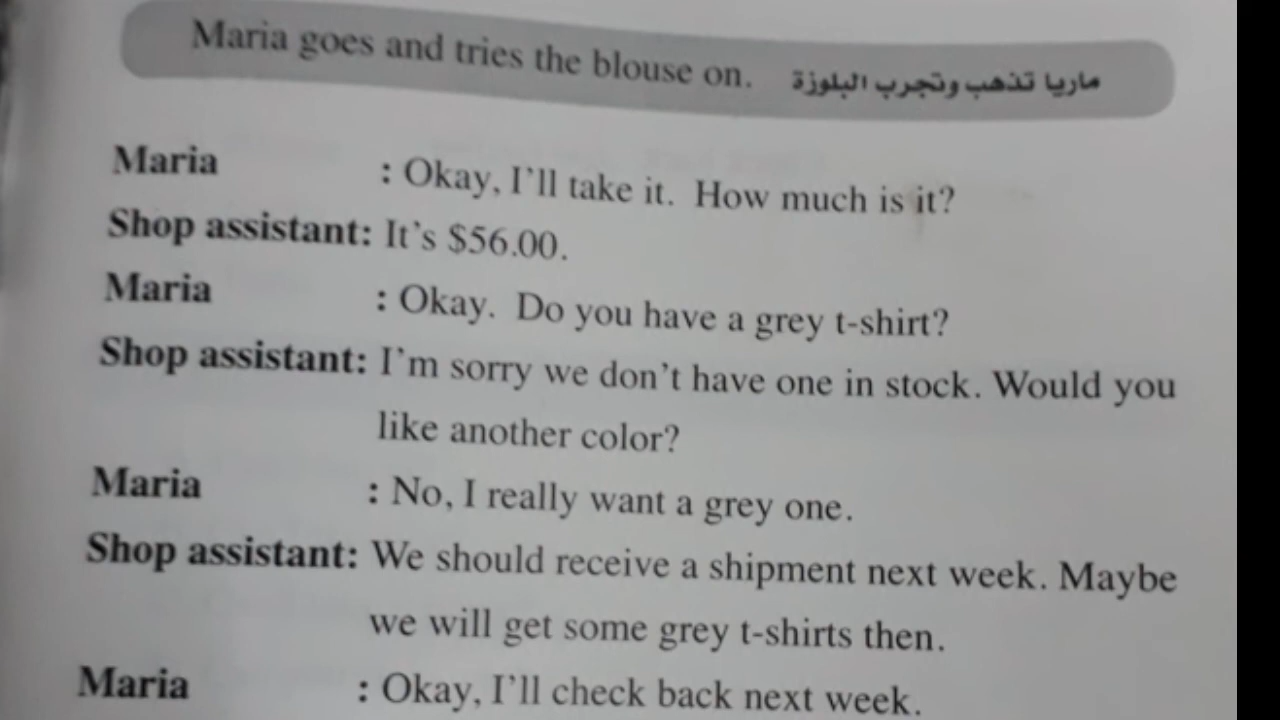 Maria goes and tries the blouse on. ماريا تذهب وتجرب البلوزة
Maria : Okay, I'll take it. How much is it?
Shop assistant: It's $56.00.
Maria : Okay. Do you have a grey t-shirt?
Shop assistant: I'm sorry we don't have one in stock. Would you
like another color?
Maria : No, I really want a grey one.
Shop assistant: We should receive a shipment next week. Maybe
we will get some grey t-shirts then.
Maria : Okay, I'll check back next week.